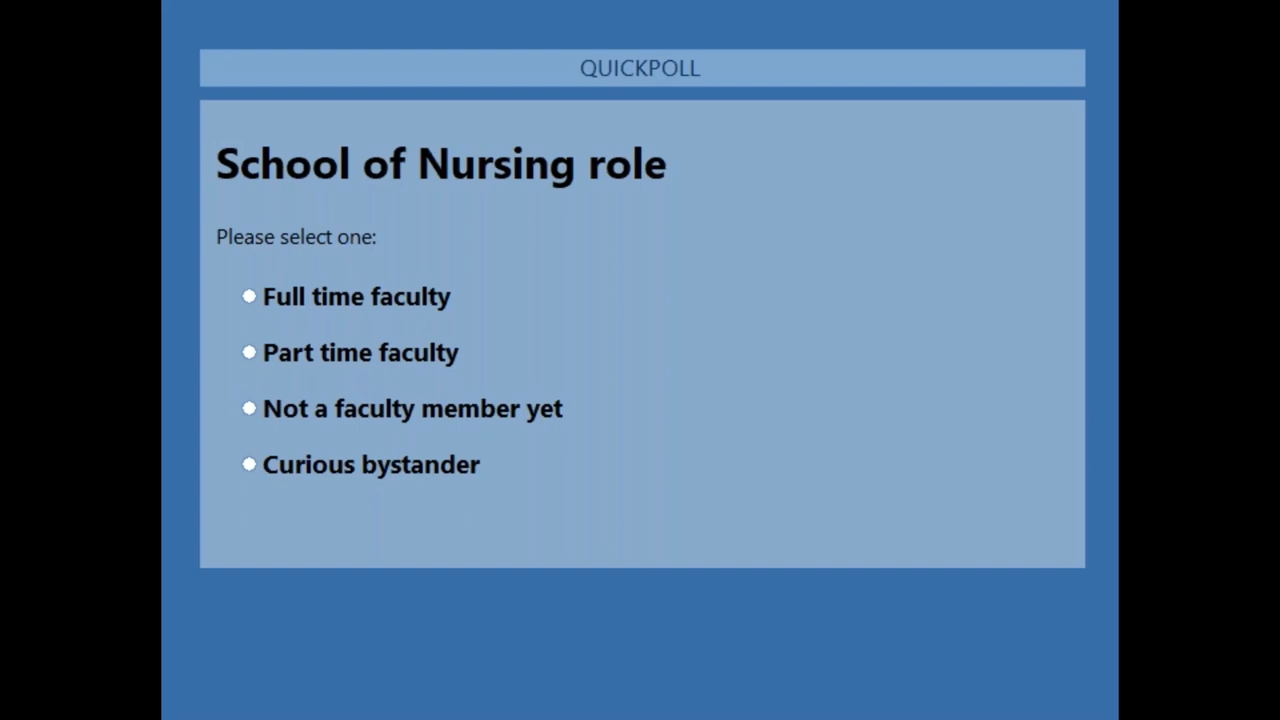 QUICKPOLL
School of Nursing role
Please select one:
Full time faculty
Part time faculty
Not a faculty member yet
Curious bystander